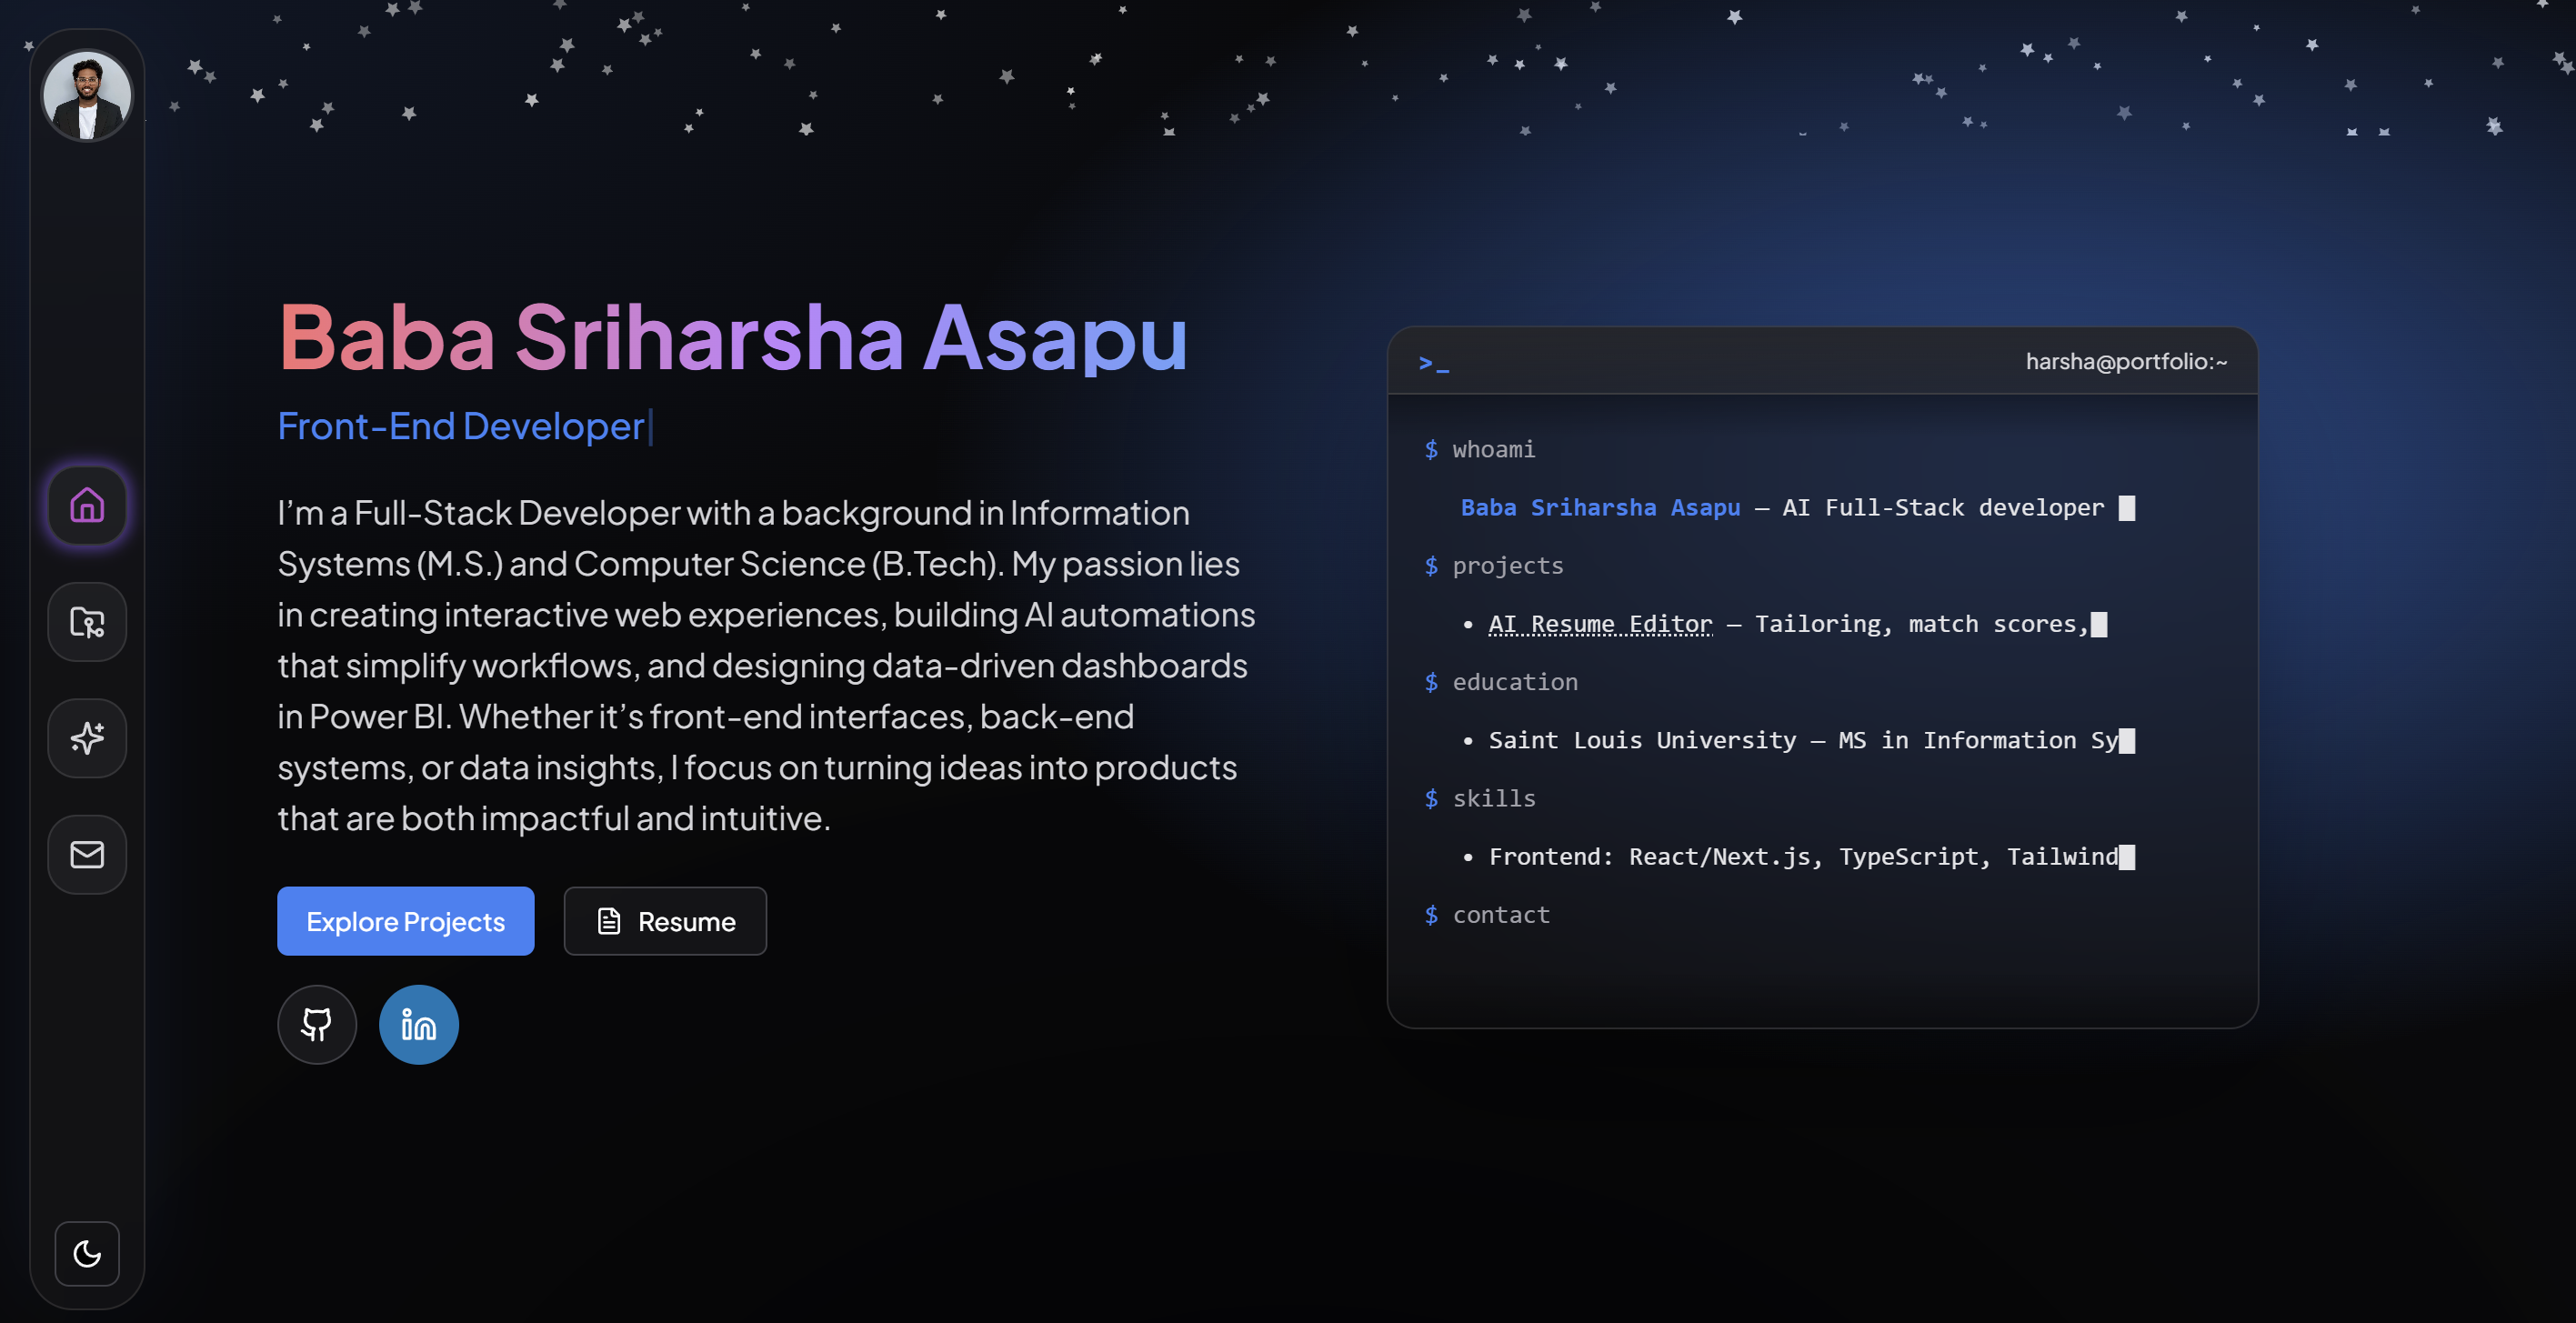 Baba Sriharsha Asapu
Front-End Developer
I’m a Full-Stack Developer with a background in Information
Systems (M.S.) and Computer Science (B.Tech). My passion lies
in creating interactive web experiences, building AI automations
that simplify workflows, and designing data-driven dashboards
in Power BI. Whether it’s front-end interfaces, back-end
systems, or data insights, I focus on turning ideas into products
that are both impactful and intuitive.
Explore Projects
Resume
in
>_
harsha@portfolio:~
$ whoami
Baba Sriharsha Asapu — AI Full-Stack developer
$ projects
• AI Resume Editor — Tailoring, match scores,
$ education
• Saint Louis University — MS in Information Sy
$ skills
• Frontend: React/Next.js, TypeScript, Tailwind
$ contact